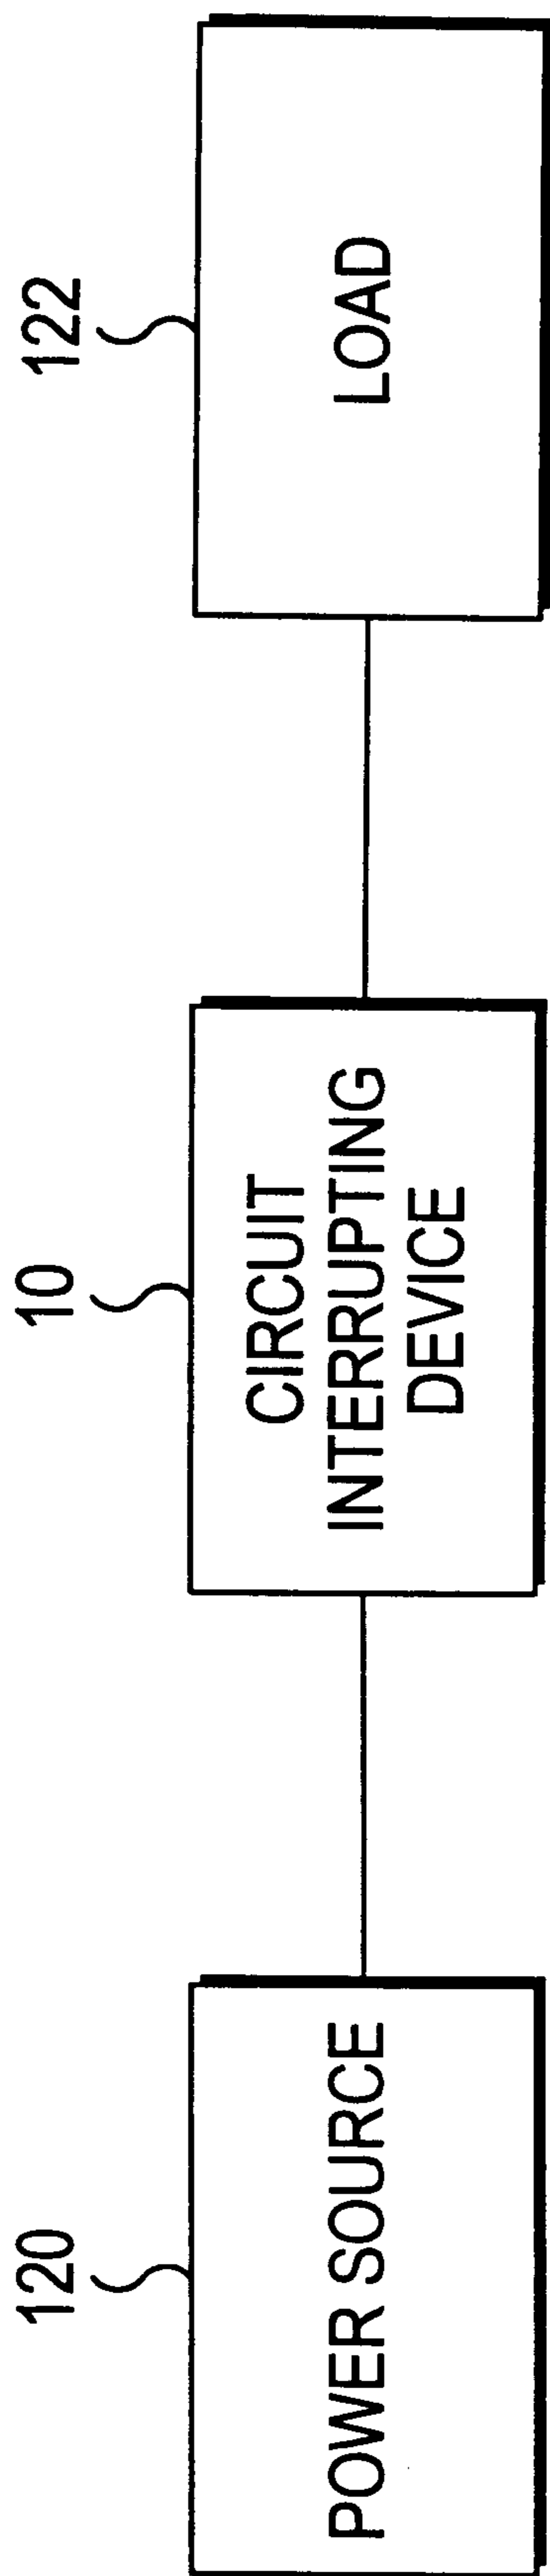 120
10
122
POWER SOURCE
CIRCUIT
INTERRUPTING
DEVICE
LOAD